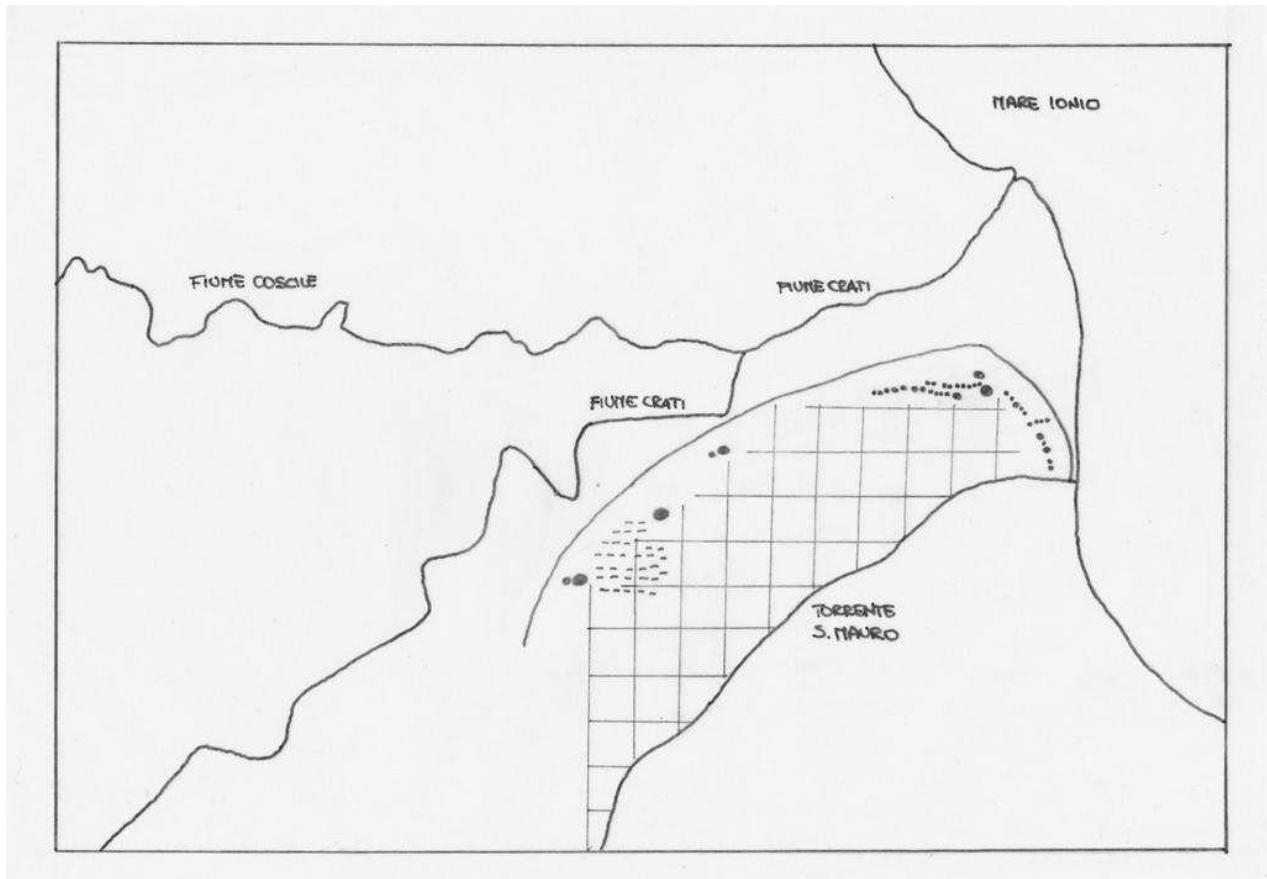 MARE IONIO
FIUME COSCILE
FIUME CRATI
FIUME CRATI
TORRENTE
S. MAURO